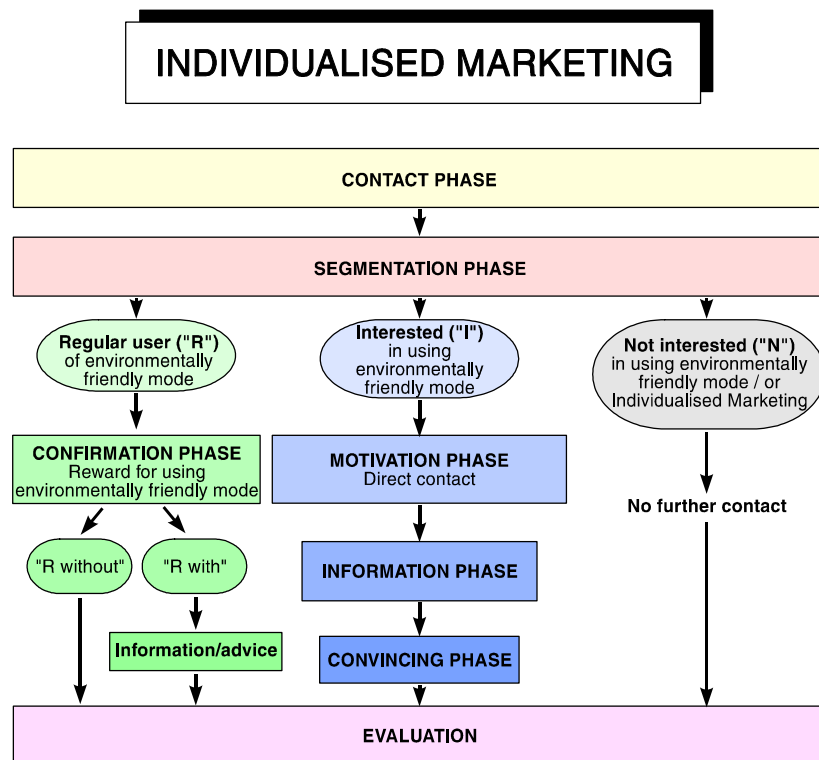 INDIVIDUALISED MARKETING
CONTACT PHASE
SEGMENTATION PHASE
Regular user ("R")
of environmentally
friendly mode
Interested ("I")
in using
environmentally
friendly mode
Not interested ("N")
in using environmentally
friendly mode / or
Individualised Marketing
CONFIRMATION PHASE
Reward for using
environmentally friendly mode
MOTIVATION PHASE
Direct contact
No further contact
"R without"
"R with"
INFORMATION PHASE
Information/advice
CONVINCING PHASE
EVALUATION